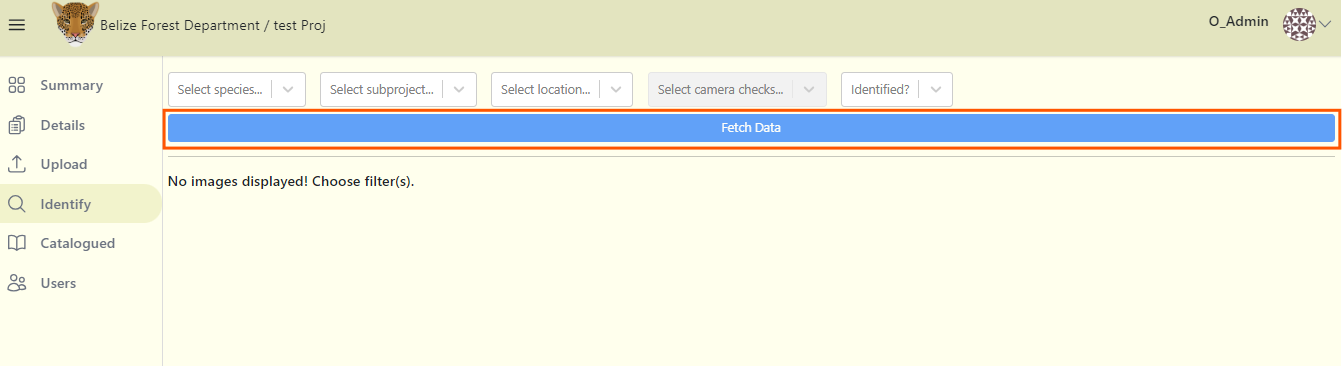 Belize Forest Department / test Proj
O_Admin
Summary
Details
Upload
Identify
Catalogued
Users
Select species...
Select subproject...
Select location...
Select camera checks...
Identified?
Fetch Data
No images displayed! Choose filter(s).